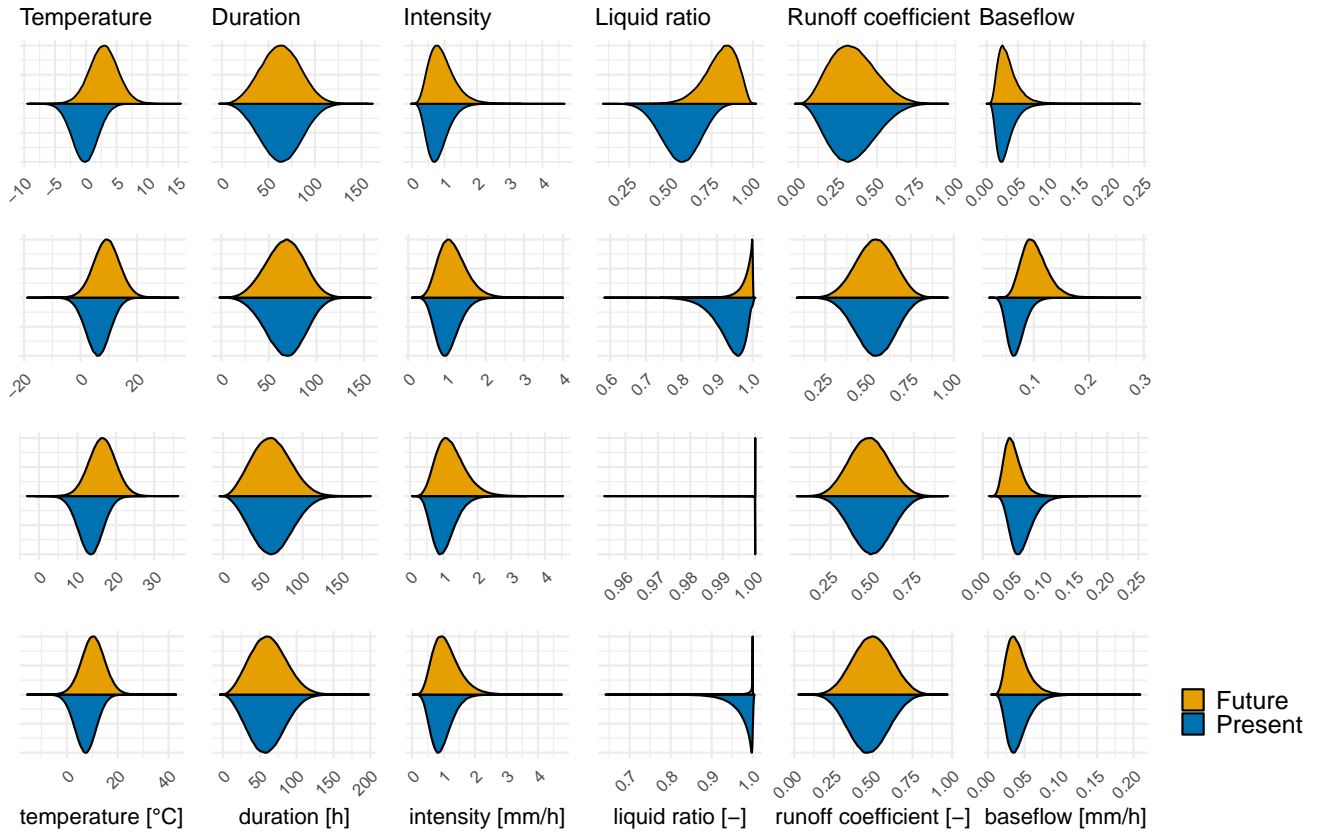 Temperature Duration Intensity Liquid ratio Runoff coefficient Baseflow
−10 −5 0 5 10 15 0 50 100 150 0 1 2 3 4 0.25 0.50 0.75 1.00 0.00 0.25 0.50 0.75 1.00 0.00 0.05 0.10 0.15 0.20 0.25
−20 0 20 0 50 100 150 0 1 2 3 4 0.6 0.7 0.8 0.9 1.0 0.25 0.50 0.75 1.00 0.1 0.2 0.3
0 10 20 30 0 50 100 150 0 1 2 3 4 0.96 0.97 0.98 0.99 1.00 0.25 0.50 0.75 0.00 0.05 0.10 0.15 0.20 0.25
0 20 40 0 50 100 150 200 0 1 2 3 4 0.7 0.8 0.9 1.0 0.00 0.25 0.50 0.75 1.00 0.00 0.05 0.10 0.15 0.20
Future
Present
temperature [°C] duration [h] intensity [mm/h] liquid ratio [−] runoff coefficient [−] baseflow [mm/h]